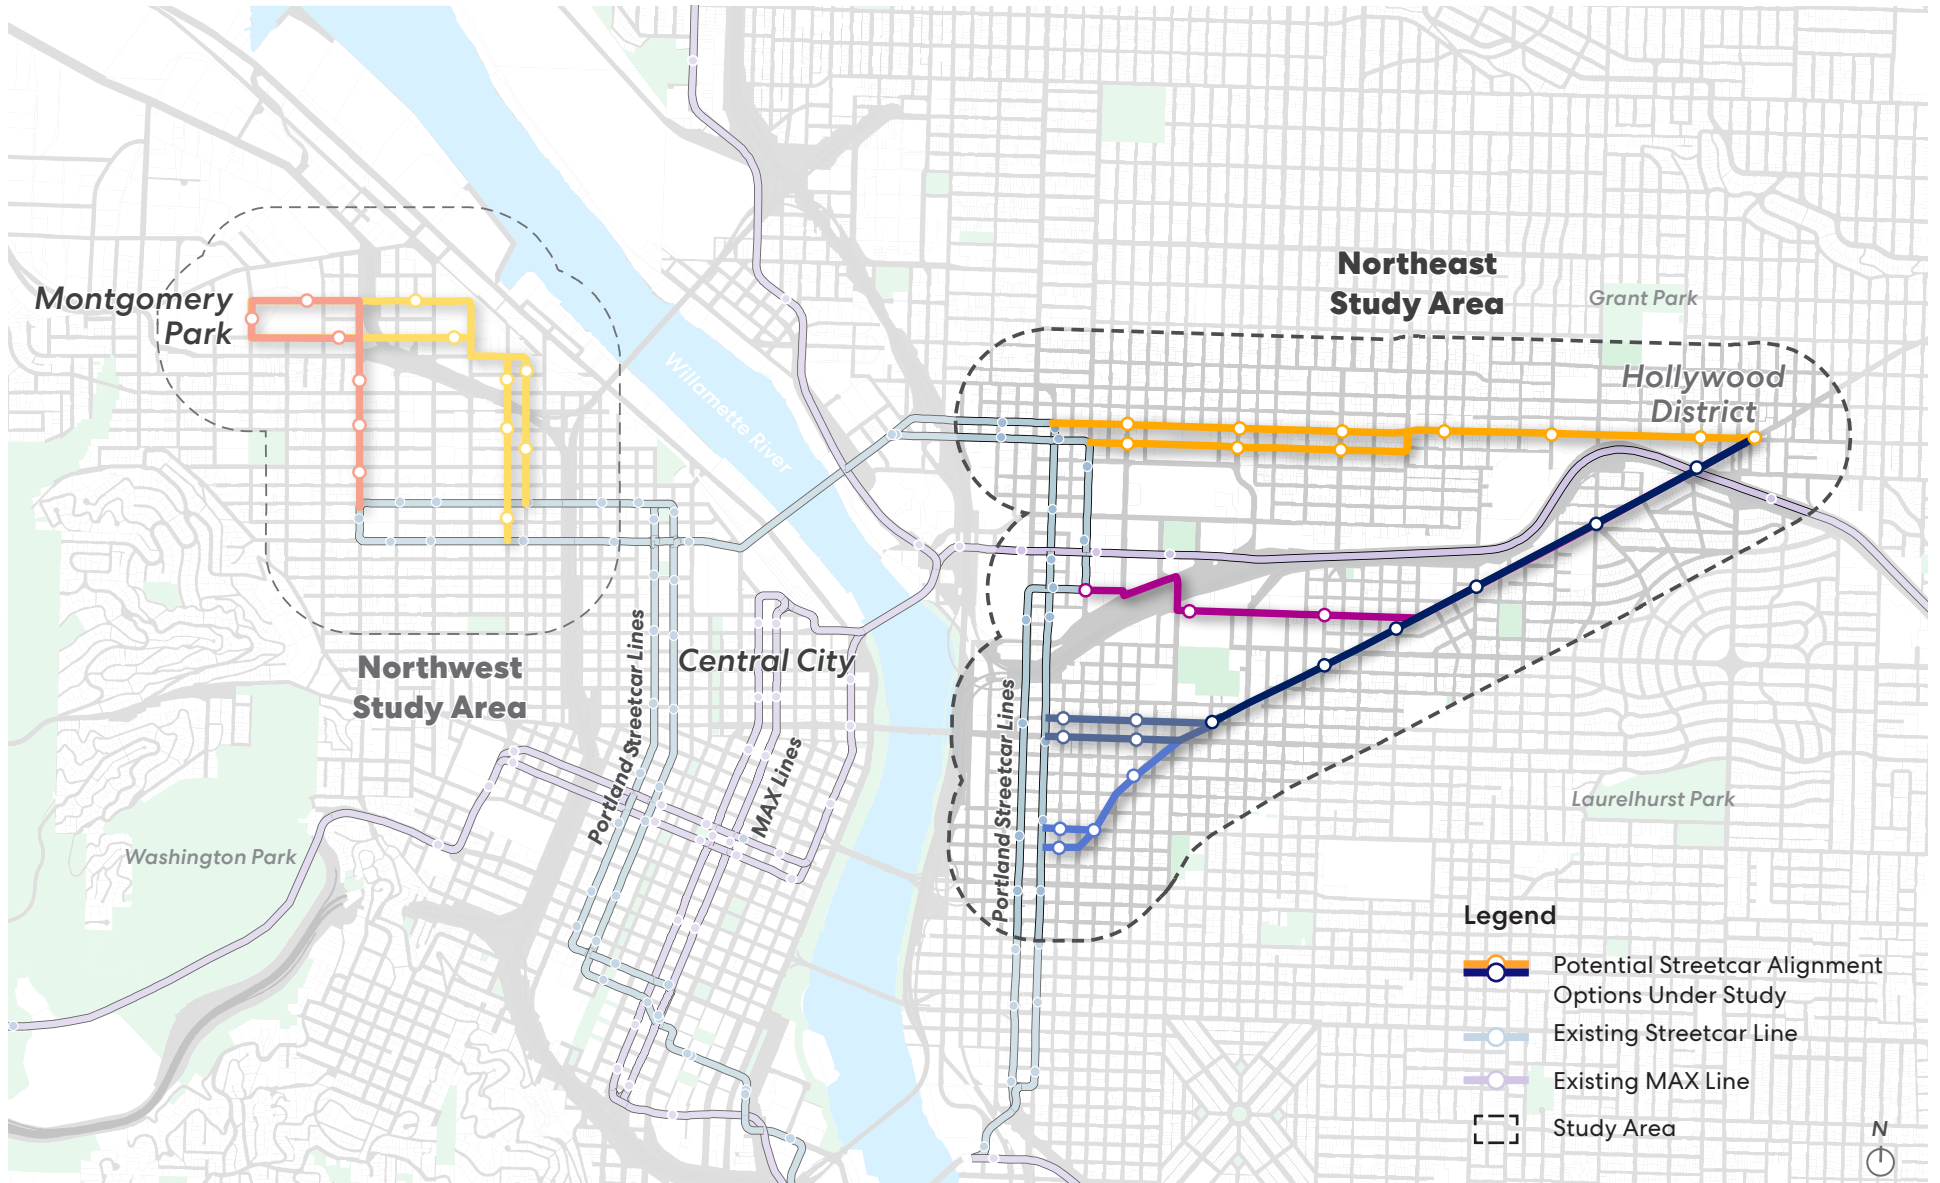 Northeast
Study Area
Grant Park
Montgomery
Park
Hollywood
District
Willamette River
Northwest
Study Area
Central City
Portland Streetcar Lines
MAX Lines
Portland Streetcar Lines
Laurelhurst Park
Washington Park
Legend
Potential Streetcar Alignment
Options Under Study
Existing Streetcar Line
Existing MAX Line
Study Area
N